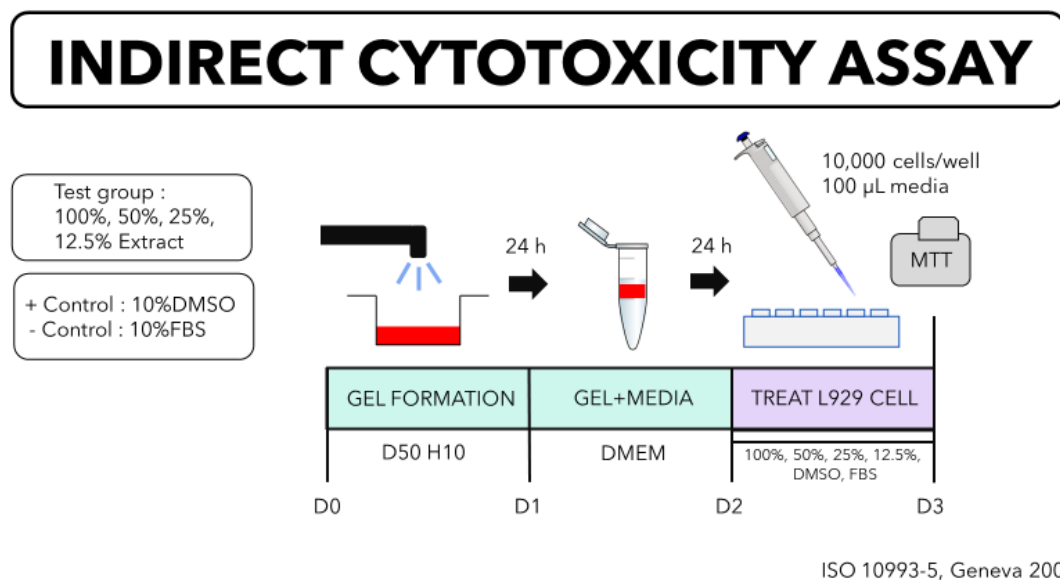 INDIRECT CYTOTOXICITY ASSAY
Test group :
100%, 50%, 25%,
12.5% Extract
+ Control : 10%DMSO
- Control : 10%FBS
24 h
24 h
10,000 cells/well
100 µL media
MTT
GEL FORMATION
GEL+MEDIA
TREAT L929 CELL
D50 H10
DMEM
100%, 50%, 25%, 12.5%,
DMSO, FBS
D0
D1
D2
D3
ISO 10993-5, Geneva